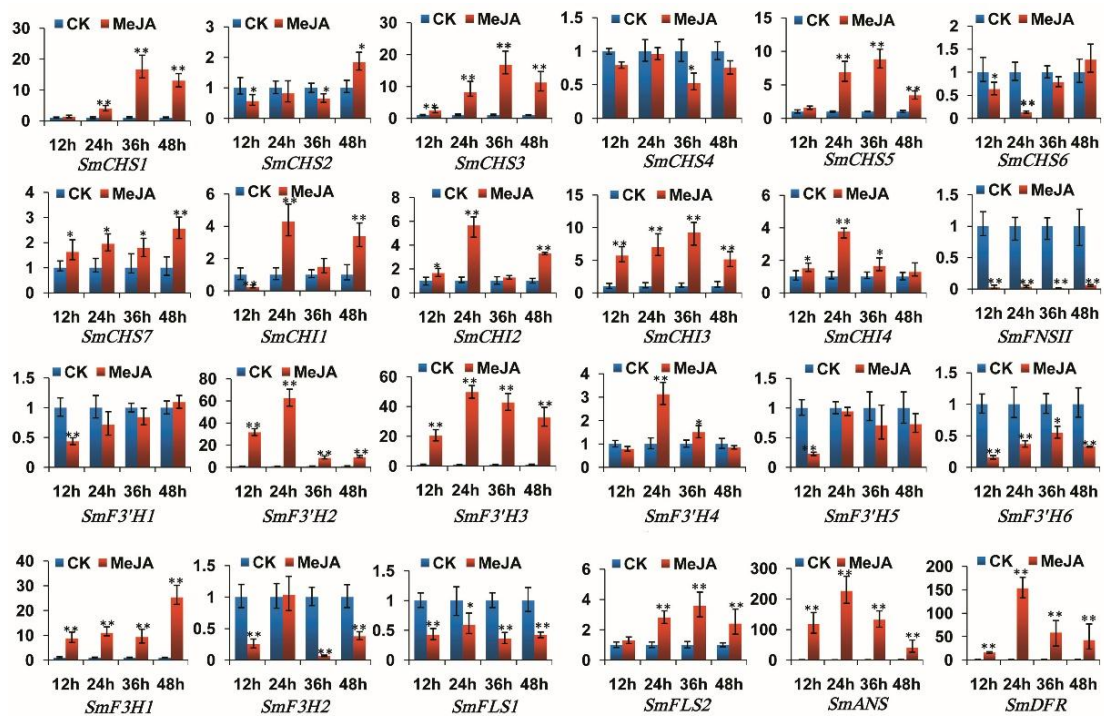 CK MeJA
30
20
10
0
** ** **
12h 24h 36h 48h
SmCHS1
CK MeJA
3
2
1
0
* * *
12h 24h 36h 48h
SmCHS2
CK MeJA
30
20
10
0
** ** ** **
12h 24h 36h 48h
SmCHS3
CK MeJA
1.5
1
0.5
0
*
12h 24h 36h 48h
SmCHS4
CK MeJA
15
10
5
0
** ** **
12h 24h 36h 48h
SmCHS5
CK MeJA
2
1.5
1
0.5
0
* **
12h 24h 36h 48h
SmCHS6
CK MeJA
4
3
2
1
0
* * * **
12h 24h 36h 48h
SmCHS7
CK MeJA
6
4
2
0
** ** **
12h 24h 36h 48h
SmCHI1
CK MeJA
8
6
4
2
0
* ** **
12h 24h 36h 48h
SmCHI2
CK MeJA
15
10
5
0
** ** ** **
12h 24h 36h 48h
SmCHI3
CK MeJA
6
4
2
0
* ** *
12h 24h 36h 48h
SmCHI4
CK MeJA
1.5
1
0.5
0
** ** ** **
12h 24h 36h 48h
SmFNSII
CK MeJA
1.5
1
0.5
0
**
12h 24h 36h 48h
SmF3'H1
CK MeJA
80
60
40
20
0
** ** ** **
12h 24h 36h 48h
SmF3'H2
CK MeJA
60
40
20
0
** ** ** **
12h 24h 36h 48h
SmF3'H3
CK MeJA
4
3
2
1
0
** *
12h 24h 36h 48h
SmF3'H4
CK MeJA
1.5
1
0.5
0
**
12h 24h 36h 48h
SmF3'H5
CK MeJA
1.5
1
0.5
0
** ** * **
12h 24h 36h 48h
SmF3'H6
CK MeJA
40
30
20
10
0
** ** ** **
12h 24h 36h 48h
SmF3H1
CK MeJA
1.5
1
0.5
0
** ** **
12h 24h 36h 48h
SmF3H2
CK MeJA
1.5
1
0.5
0
** * ** **
12h 24h 36h 48h
SmFLS1
CK MeJA
6
4
2
0
** ** **
12h 24h 36h 48h
SmFLS2
CK MeJA
300
200
100
0
** ** ** **
12h 24h 36h 48h
SmANS
CK MeJA
200
150
100
50
0
** ** ** **
12h 24h 36h 48h
SmDFR